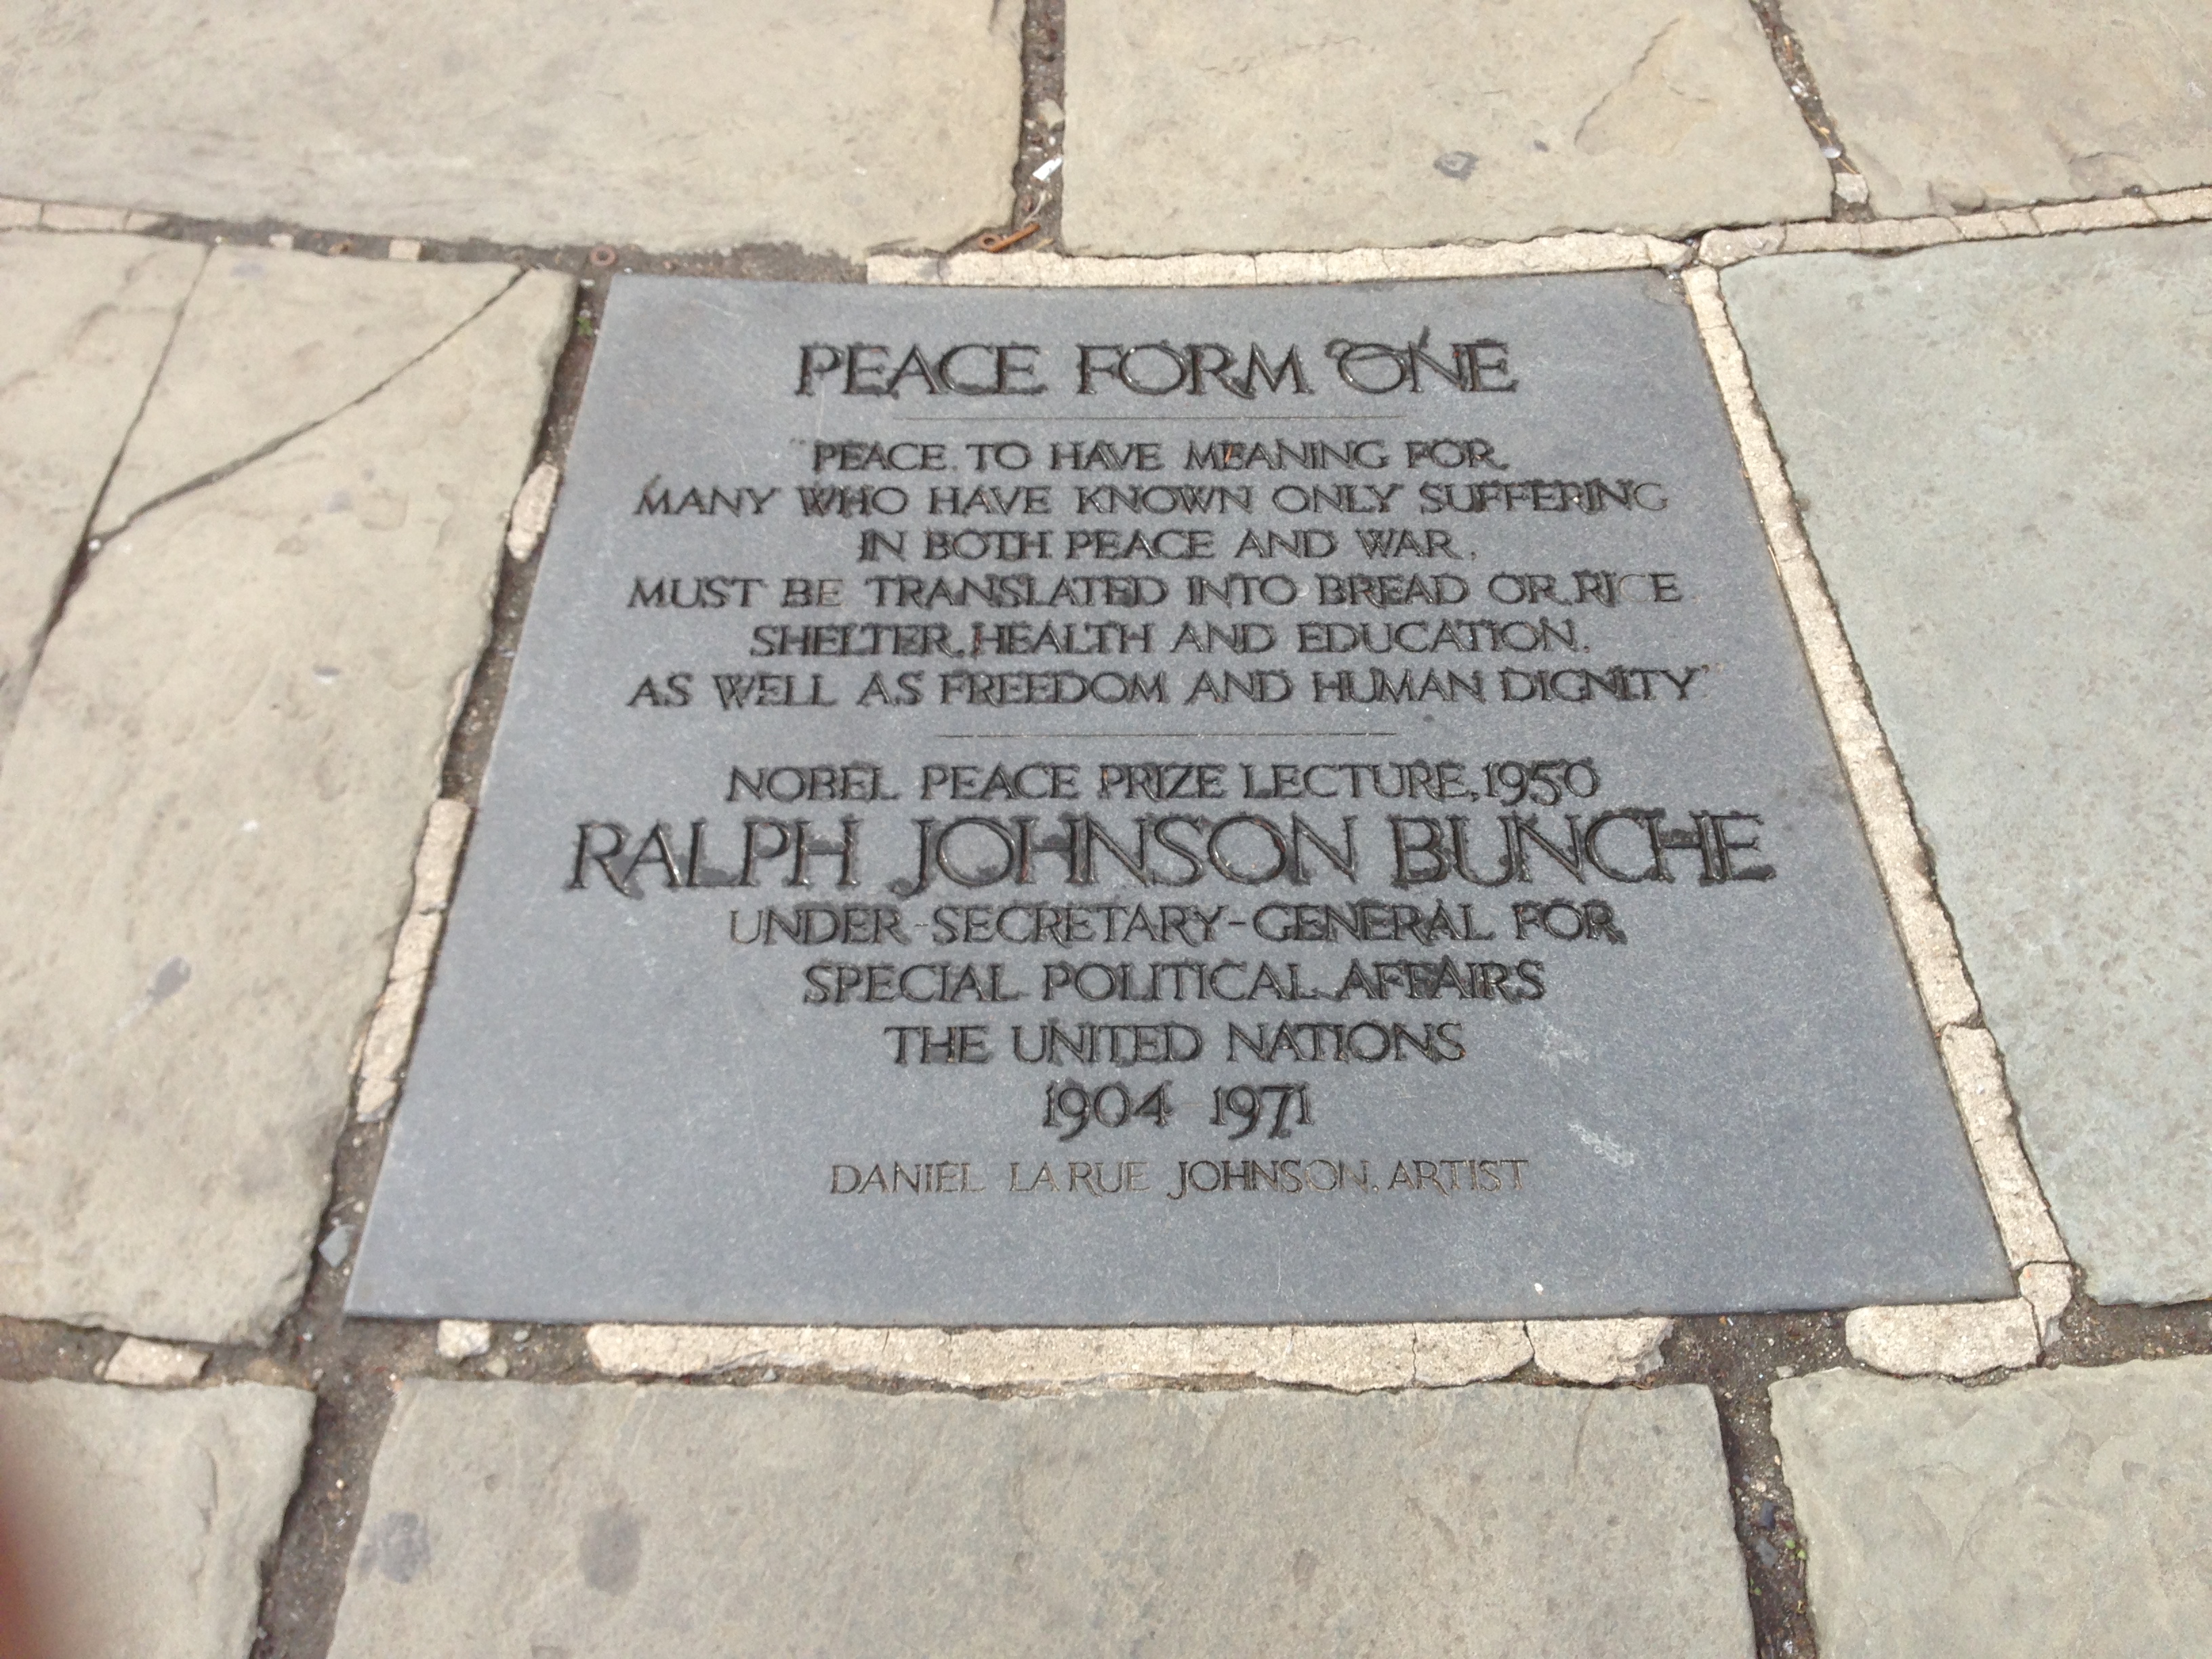 PEACE FORM ONE
"PEACE, TO HAVE MEANING FOR
MANY WHO HAVE KNOWN ONLY SUFFERING
IN BOTH PEACE AND WAR,
MUST BE TRANSLATED INTO BREAD OR RICE
SHELTER, HEALTH AND EDUCATION,
AS WELL AS FREEDOM AND HUMAN DIGNITY"
NOBEL PEACE PRIZE LECTURE, 1950
RALPH JOHNSON BUNCHE
UNDER-SECRETARY-GENERAL FOR
SPECIAL POLITICAL AFFAIRS
THE UNITED NATIONS
1904 1971
DANIEL LARUE JOHNSON, ARTIST